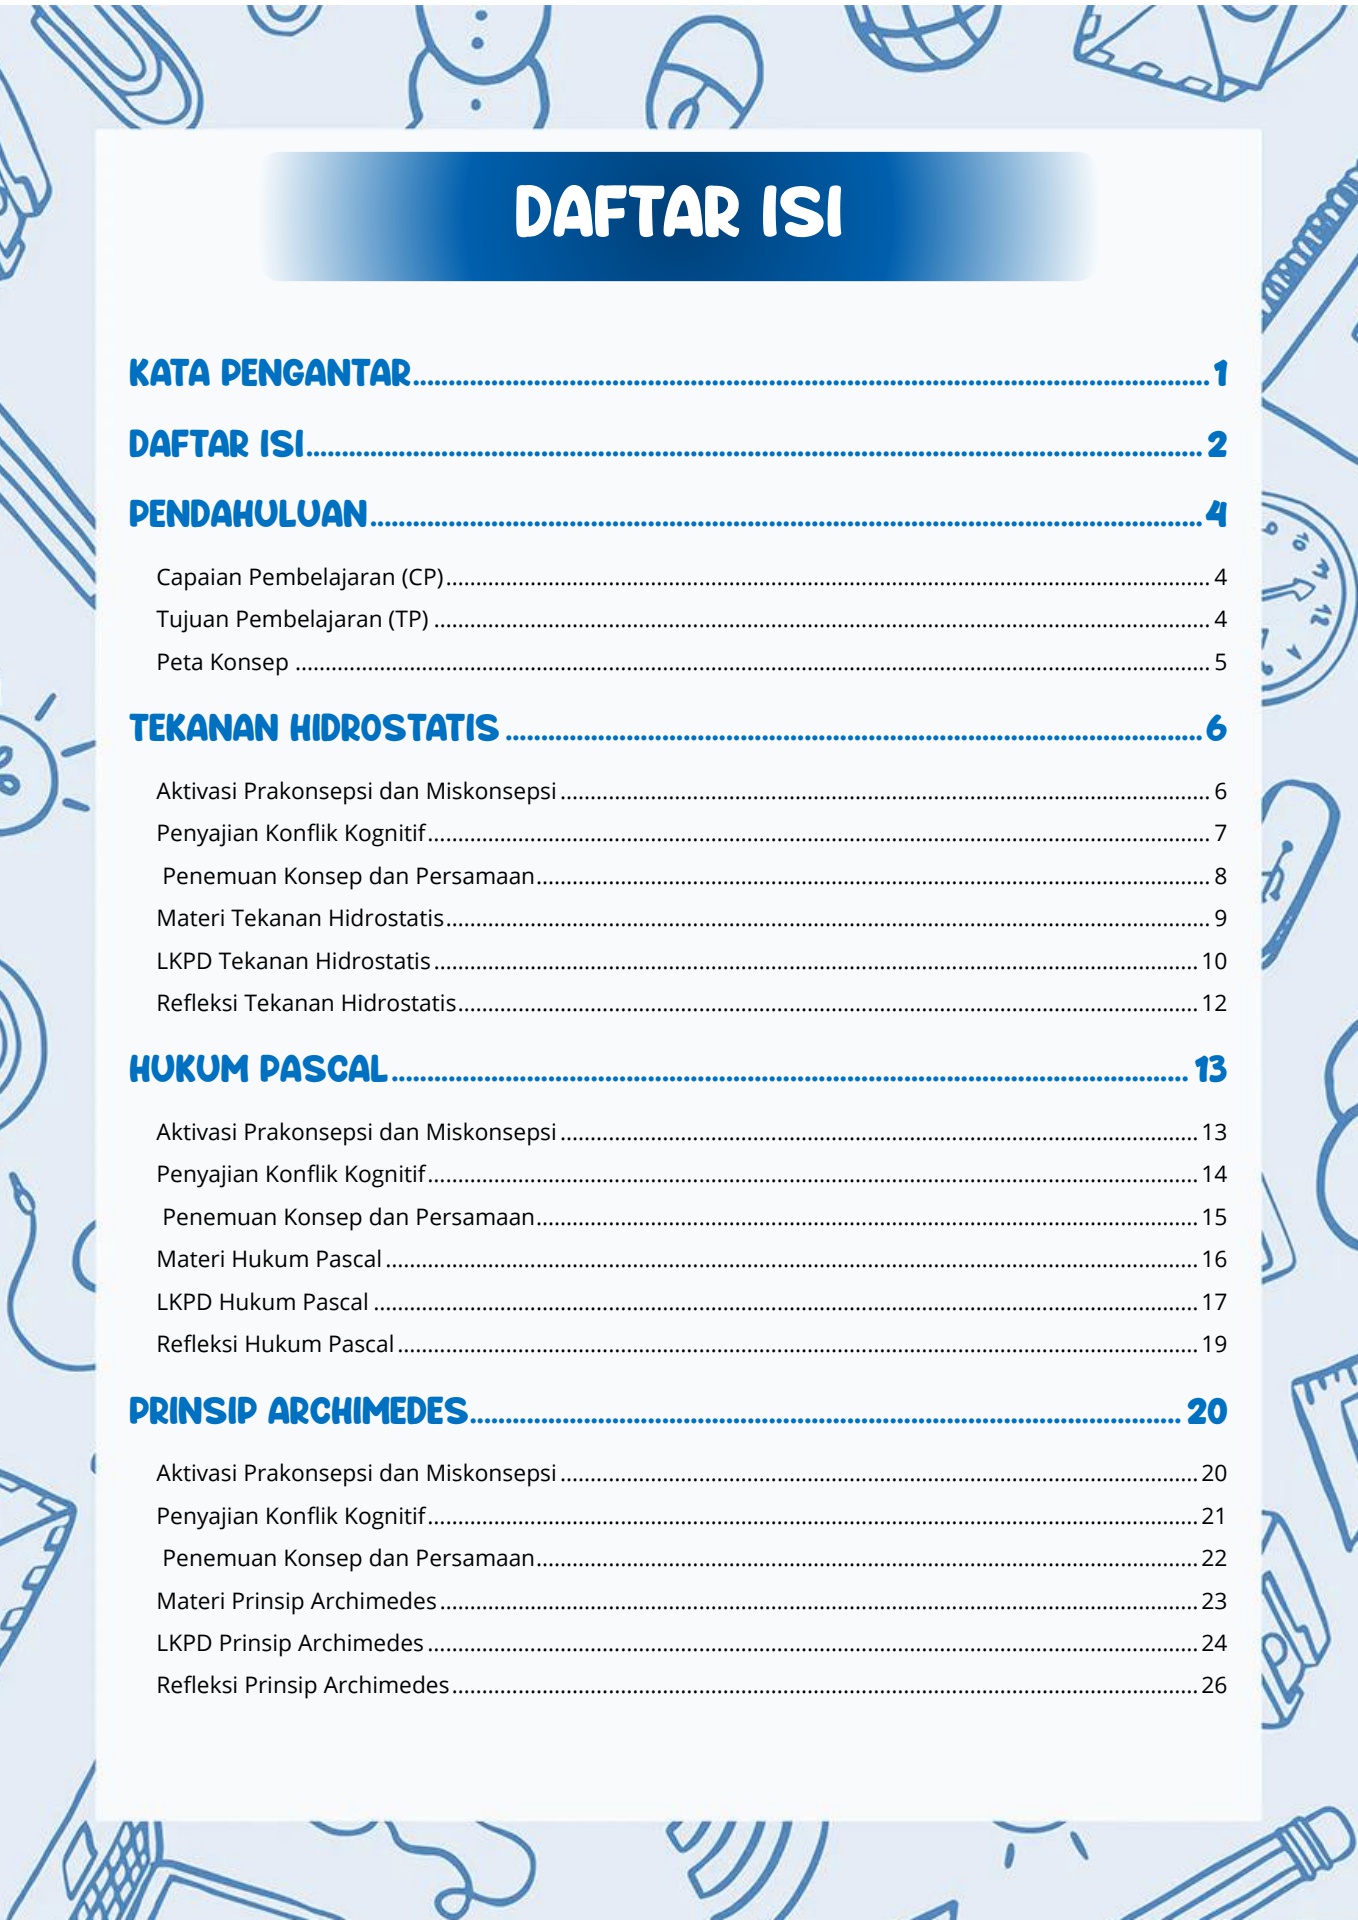 DAFTAR ISI
KATA PENGANTAR........................................1
DAFTAR ISI........................................2
PENDAHULUAN........................................4
Capaian Pembelajaran (CP)........................................4
Tujuan Pembelajaran (TP)........................................4
Peta Konsep........................................5
TEKANAN HIDROSTATIS........................................6
Aktivasi Prakonsepsi dan Miskonsepsi........................................6
Penyajian Konflik Kognitif........................................7
Penemuan Konsep dan Persamaan........................................8
Materi Tekanan Hidrostatis........................................9
LKPD Tekanan Hidrostatis........................................10
Refleksi Tekanan Hidrostatis........................................12
HUKUM PASCAL........................................13
Aktivasi Prakonsepsi dan Miskonsepsi........................................13
Penyajian Konflik Kognitif........................................14
Penemuan Konsep dan Persamaan........................................15
Materi Hukum Pascal........................................16
LKPD Hukum Pascal........................................17
Refleksi Hukum Pascal........................................19
PRINSIP ARCHIMEDES........................................20
Aktivasi Prakonsepsi dan Miskonsepsi........................................20
Penyajian Konflik Kognitif........................................21
Penemuan Konsep dan Persamaan........................................22
Materi Prinsip Archimedes........................................23
LKPD Prinsip Archimedes........................................24
Refleksi Prinsip Archimedes........................................26